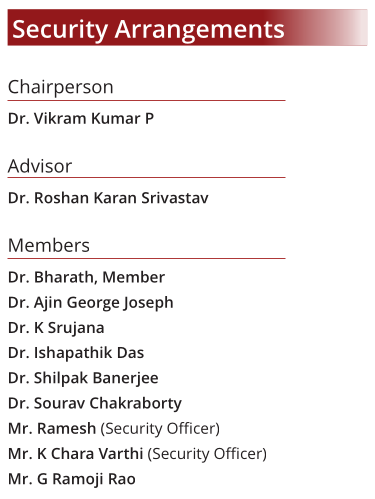 Security Arrangements
Chairperson
Dr. Vikram Kumar P
Advisor
Dr. Roshan Karan Srivastav
Members
Dr. Bharath, Member
Dr. Ajin George Joseph
Dr. K Srujana
Dr. Ishapathik Das
Dr. Shilpak Banerjee
Dr. Sourav Chakraborty
Mr. Ramesh (Security Officer)
Mr. K Chara Varthi (Security Officer)
Mr. G Ramoji Rao